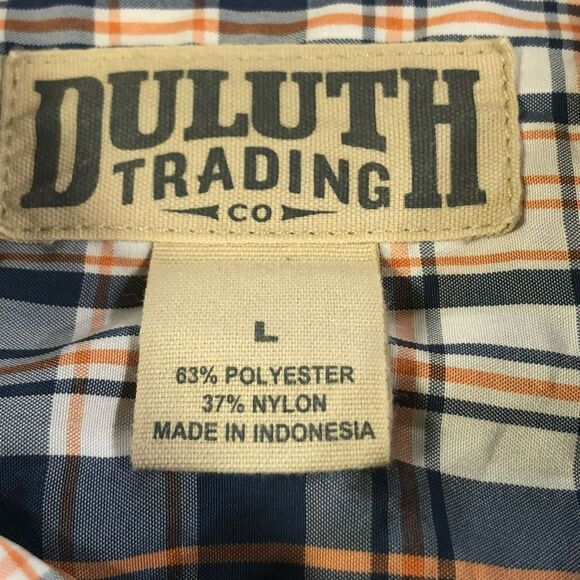 DULUTH
TRADING
CO
L
63% POLYESTER
37% NYLON
MADE IN INDONESIA